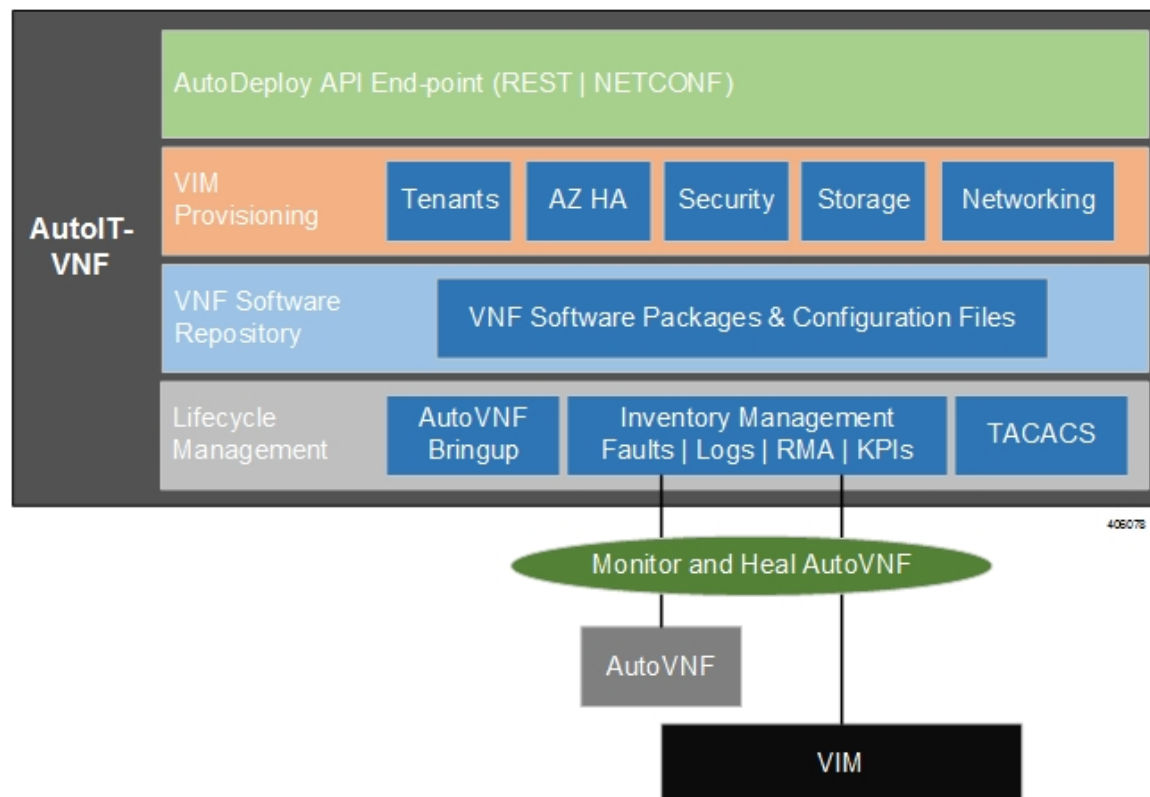 AutoDeploy API End-point (REST | NETCONF)
AutoIT-
VNF
VIM
Provisioning
Tenants
AZ HA
Security
Storage
Networking
VNF Software
Repository
VNF Software Packages & Configuration Files
Lifecycle
Management
AutoVNF
Bringup
Inventory Management
Faults | Logs | RMA | KPIs
TACACS
406078
Monitor and Heal AutoVNF
AutoVNF
VIM